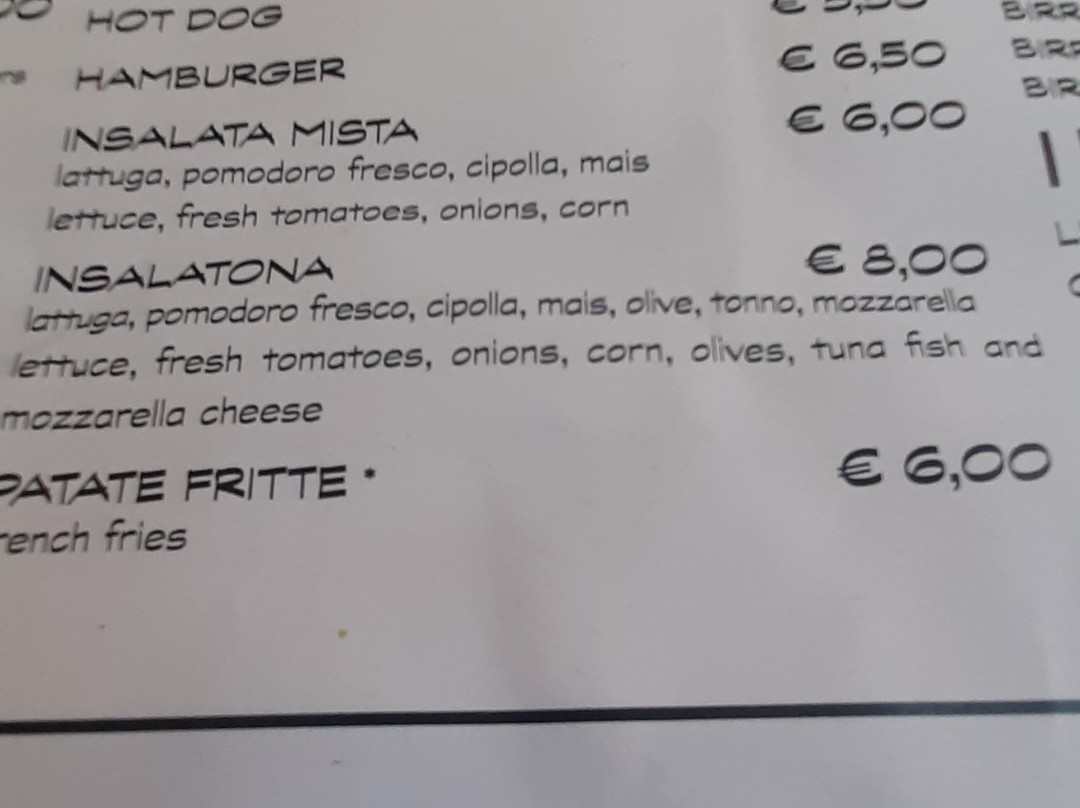 HOT DOG
HAMBURGER € 6,50
INSALATA MISTA € 6,00
lattuga, pomodoro fresco, cipolla, mais
lettuce, fresh tomatoes, onions, corn
INSALATONA € 8,00
lattuga, pomodoro fresco, cipolla, mais, olive, tonno, mozzarella
lettuce, fresh tomatoes, onions, corn, olives, tuna fish and
mozzarella cheese
PATATE FRITTE * € 6,00
rench fries